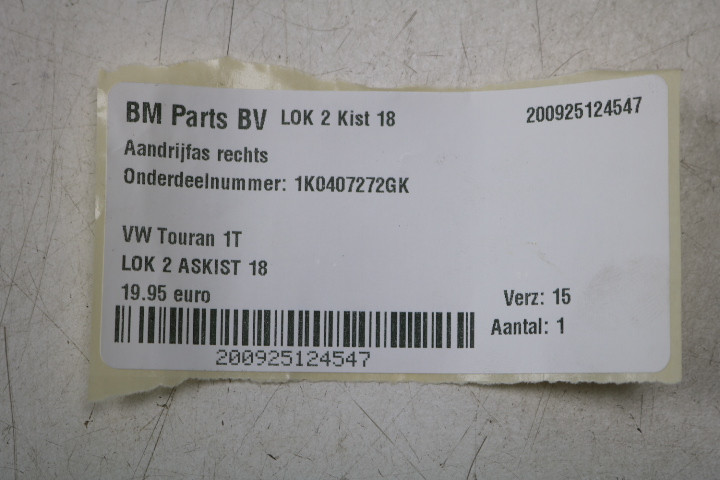 BM Parts BV LOK 2 Kist 18 200925124547
Aandrijfas rechts
Onderdeelnummer: 1K0407272GK
VW Touran 1T
LOK 2 ASKIST 18
19.95 euro Verz: 15
Aantal: 1
200925124547